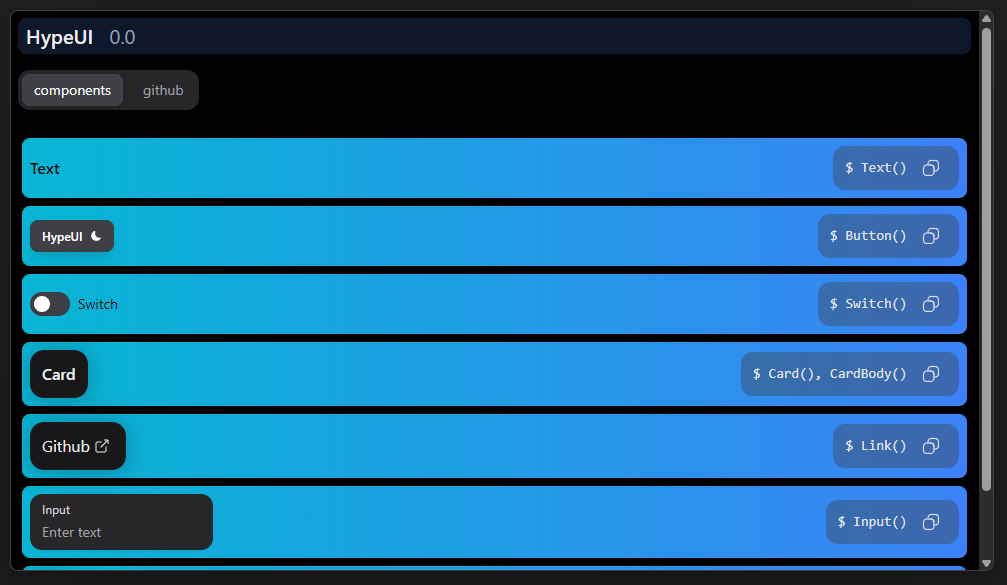 HypeUI 0.0
components github
Text $ Text()
HypeUI $ Button()
Switch $ Switch()
Card $ Card(), CardBody()
Github $ Link()
Input
Enter text $ Input()